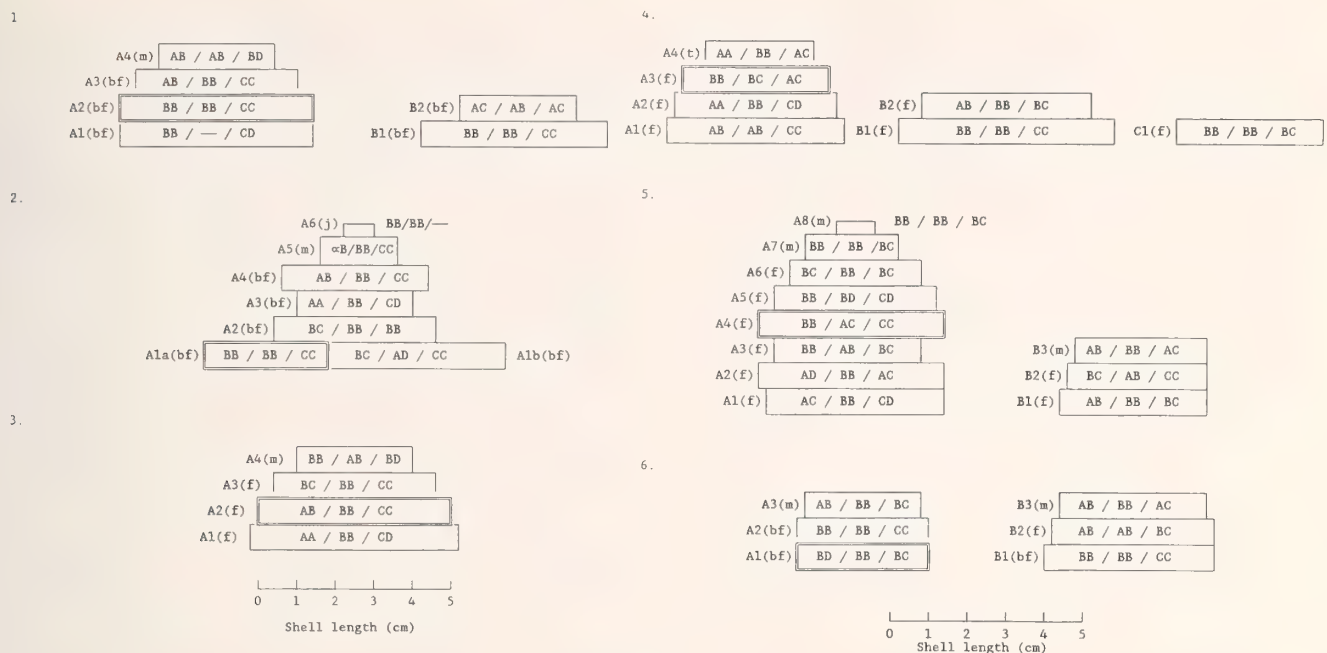 1
A4(m) AB / AB / BD
A3(bf) AB / BB / CC
A2(bf) BB / BB / CC
A1(bf) BB / — / CD
B2(bf) AC / AB / AC
B1(bf) BB / BB / CC
2.
A6(j) BB/BB/—
A5(m) αB/BB/CC
A4(bf) AB / BB / CC
A3(bf) AA / BB / CD
A2(bf) BC / BB / BB
A1a(bf) BB / BB / CC BC / AD / CC A1b(bf)
3.
A4(m) BB / AB / BD
A3(f) BC / BB / CC
A2(f) AB / BB / CC
A1(f) AA / BB / CD
0 1 2 3 4 5
Shell length (cm)
4.
A4(t) AA / BB / AC
A3(f) BB / BC / AC
A2(f) AA / BB / CD
A1(f) AB / AB / CC
B2(f) AB / BB / BC
B1(f) BB / BB / CC
C1(f) BB / BB / BC
5.
A8(m) BB / BB / BC
A7(m) BB / BB /BC
A6(f) BC / BB / BC
A5(f) BB / BD / CD
A4(f) BB / AC / CC
A3(f) BB / AB / BC
A2(f) AD / BB / AC
A1(f) AC / BB / CD
B3(m) AB / BB / AC
B2(f) BC / AB / CC
B1(f) AB / BB / BC
6.
A3(m) AB / BB / BC
A2(bf) BB / BB / CC
A1(bf) BD / BB / BC
B3(m) AB / BB / AC
B2(f) AB / AB / BC
B1(bf) BB / BB / CC
0 1 2 3 4 5
Shell length (cm)